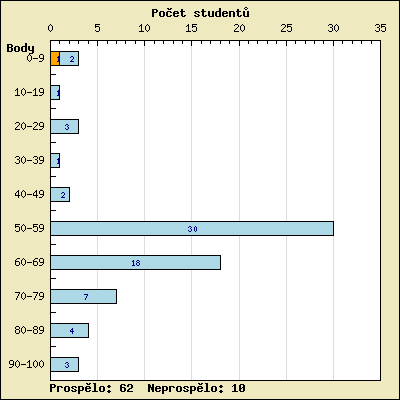 Počet studentů
0 5 10 15 20 25 30 35
Body
0-9 1 2
10-19 1
20-29 3
30-39 1
40-49 2
50-59 30
60-69 18
70-79 7
80-89 4
90-100 3
Prospělo: 62 Neprospělo: 10